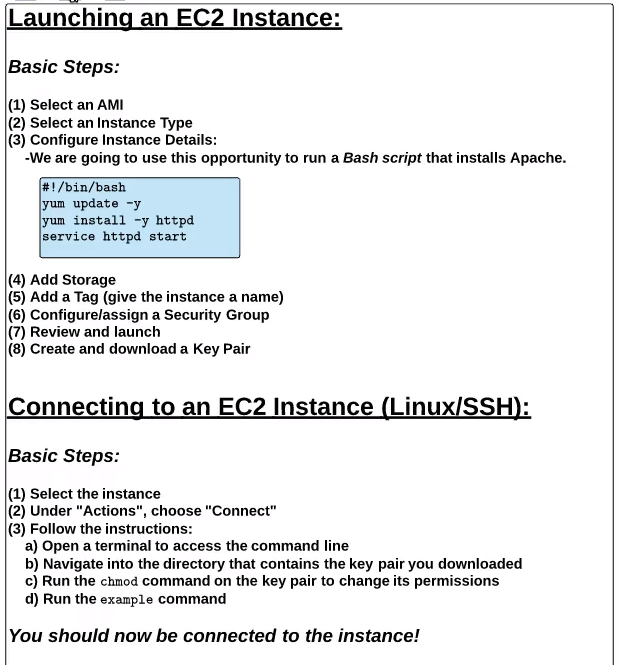 Launching an EC2 Instance:
Basic Steps:
(1) Select an AMI
(2) Select an Instance Type
(3) Configure Instance Details:
-We are going to use this opportunity to run a Bash script that installs Apache.
#!/bin/bash
yum update -y
yum install -y httpd
service httpd start
(4) Add Storage
(5) Add a Tag (give the instance a name)
(6) Configure/assign a Security Group
(7) Review and launch
(8) Create and download a Key Pair
Connecting to an EC2 Instance (Linux/SSH):
Basic Steps:
(1) Select the instance
(2) Under "Actions", choose "Connect"
(3) Follow the instructions:
a) Open a terminal to access the command line
b) Navigate into the directory that contains the key pair you downloaded
c) Run the chmod command on the key pair to change its permissions
d) Run the example command
You should now be connected to the instance!